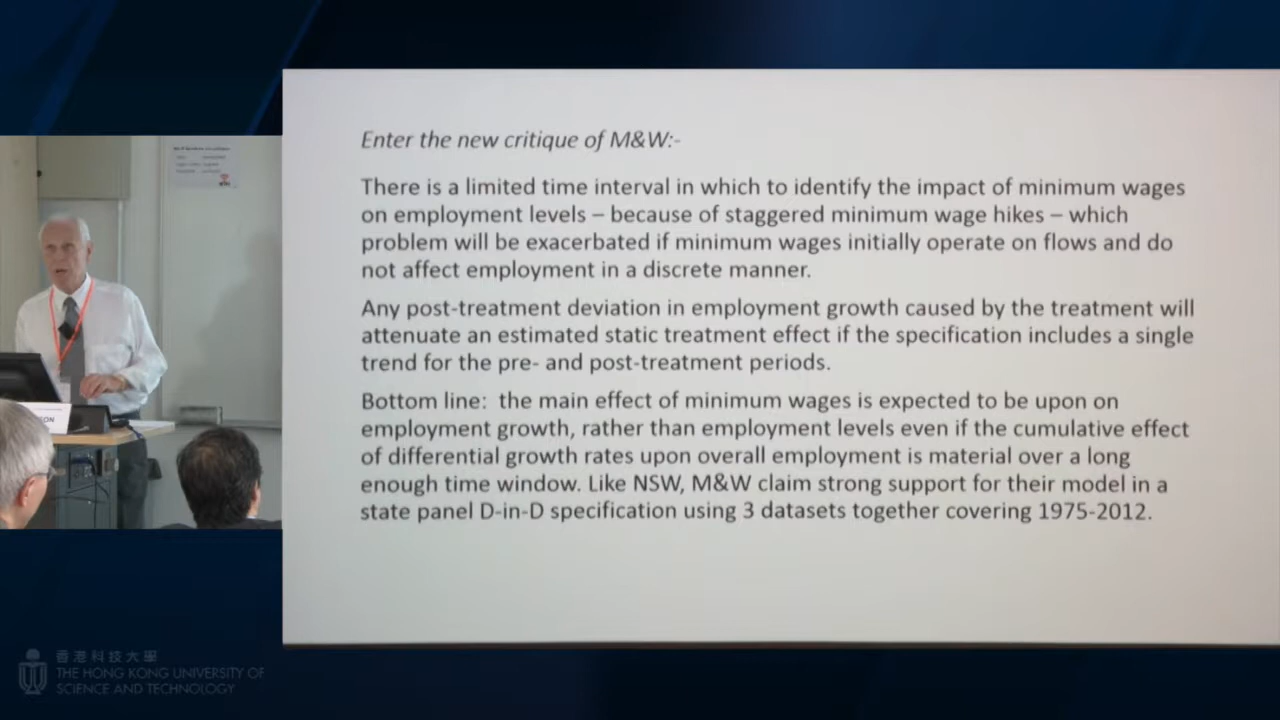 Enter the new critique of M&W:-
There is a limited time interval in which to identify the impact of minimum wages
on employment levels – because of staggered minimum wage hikes – which
problem will be exacerbated if minimum wages initially operate on flows and do
not affect employment in a discrete manner.
Any post-treatment deviation in employment growth caused by the treatment will
attenuate an estimated static treatment effect if the specification includes a single
trend for the pre- and post-treatment periods.
Bottom line: the main effect of minimum wages is expected to be upon on
employment growth, rather than employment levels even if the cumulative effect
of differential growth rates upon overall employment is material over a long
enough time window. Like NSW, M&W claim strong support for their model in a
state panel D-in-D specification using 3 datasets together covering 1975-2012.
SON
香港科技大學
THE HONG KONG UNIVERSITY OF
SCIENCE AND TECHNOLOGY